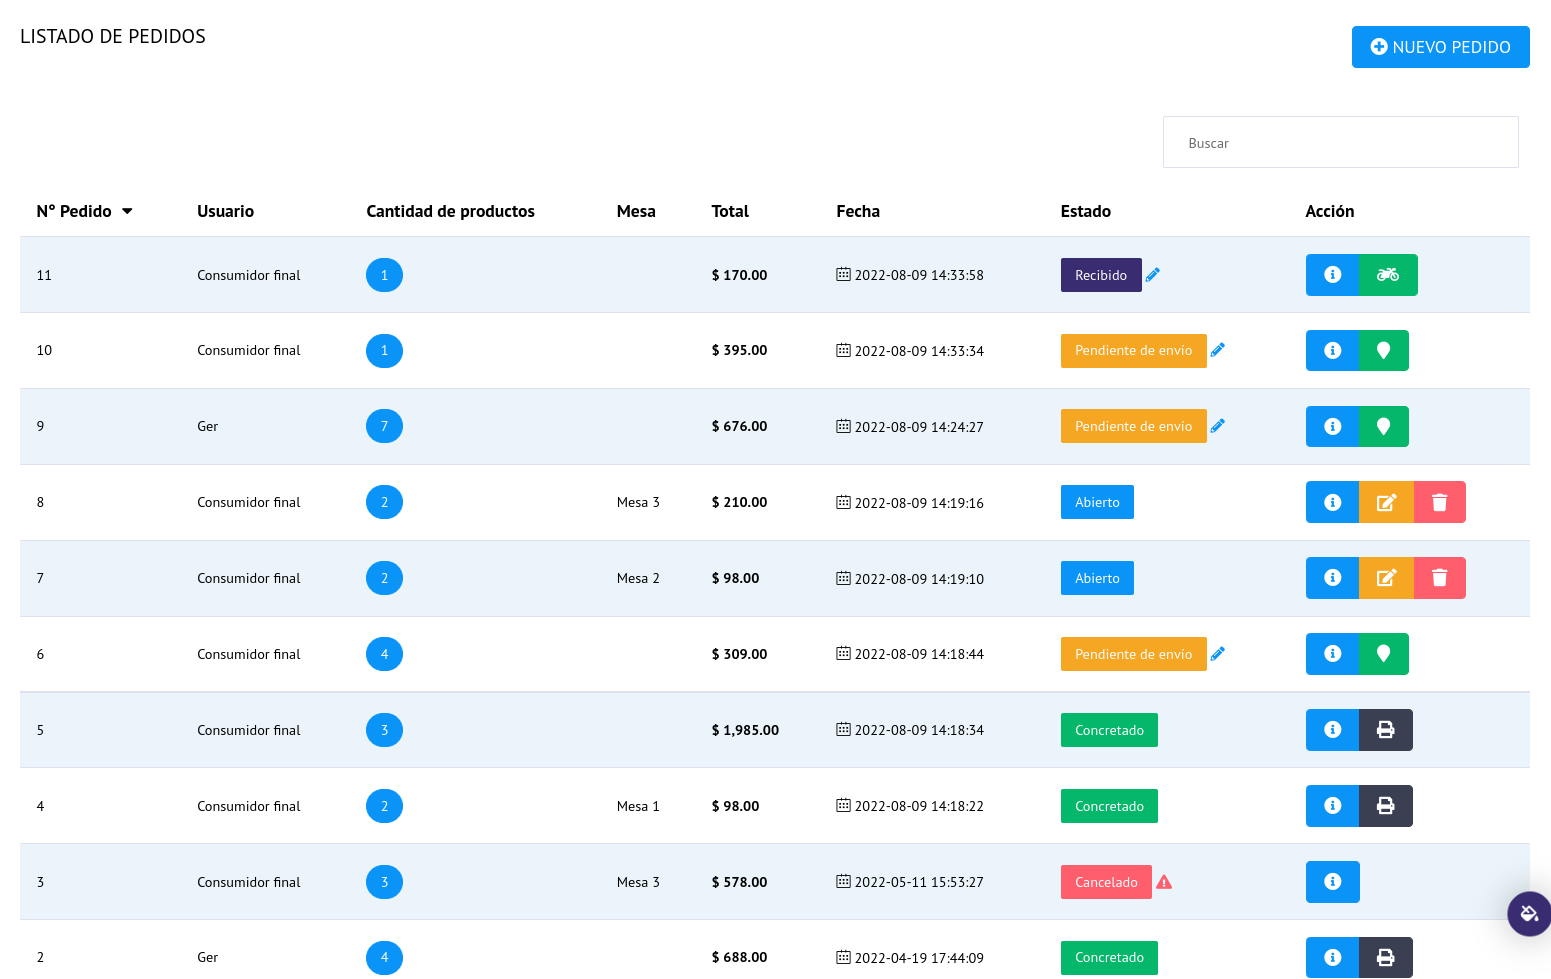 LISTADO DE PEDIDOS
NUEVO PEDIDO
Buscar
N° Pedido Usuario Cantidad de productos Mesa Total Fecha Estado Acción
11 Consumidor final 1 $ 170.00 2022-08-09 14:33:58 Recibido
10 Consumidor final 1 $ 395.00 2022-08-09 14:33:34 Pendiente de envío
9 Ger 7 $ 676.00 2022-08-09 14:24:27 Pendiente de envío
8 Consumidor final 2 Mesa 3 $ 210.00 2022-08-09 14:19:16 Abierto
7 Consumidor final 2 Mesa 2 $ 98.00 2022-08-09 14:19:10 Abierto
6 Consumidor final 4 $ 309.00 2022-08-09 14:18:44 Pendiente de envío
5 Consumidor final 3 $ 1,985.00 2022-08-09 14:18:34 Concretado
4 Consumidor final 2 Mesa 1 $ 98.00 2022-08-09 14:18:22 Concretado
3 Consumidor final 3 Mesa 3 $ 578.00 2022-05-11 15:53:27 Cancelado
2 Ger 4 $ 688.00 2022-04-19 17:44:09 Concretado